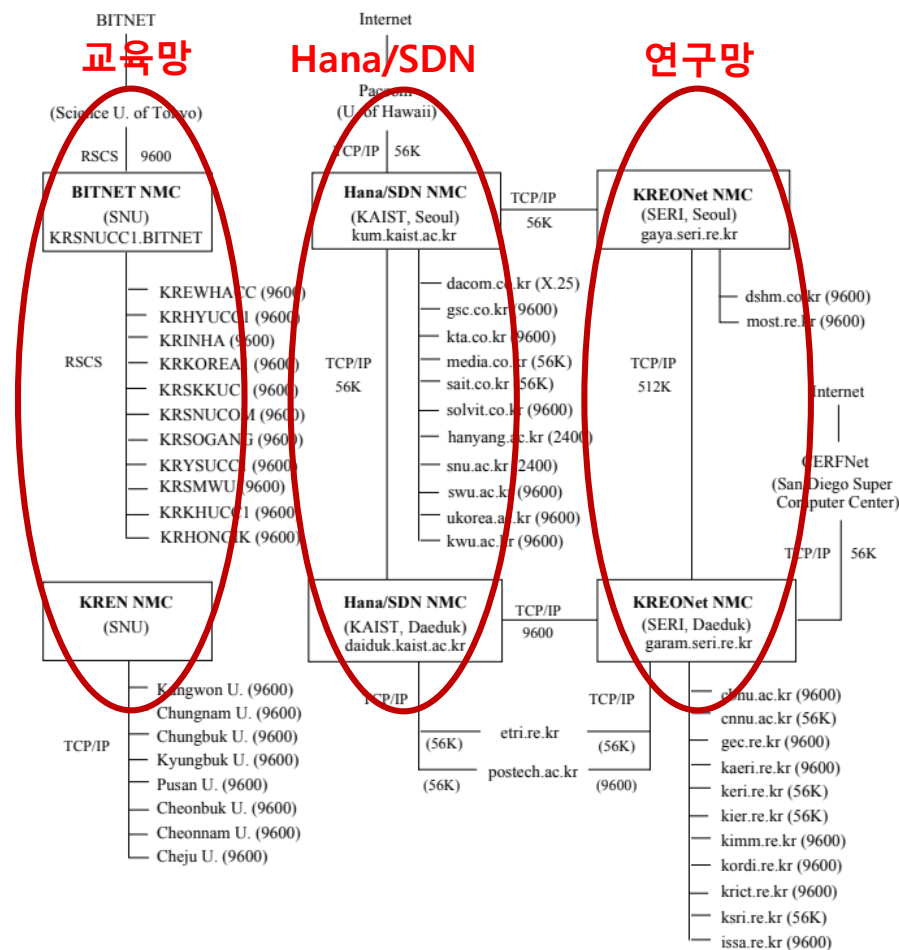 BITNET
교육망
(Science U. of Tokyo)
RSCS 9600
BITNET NMC
(SNU)
KRSNUCC1.BITNET
RSCS
KREWHACC (9600)
KRHYUCC1 (9600)
KRINHA (9600)
KRKOREA1 (9600)
KRSKKUC1 (9600)
KRSNUCOM (9600)
KRSOGANG (9600)
KRYSUCC1 (9600)
KRSMWU (9600)
KRKHUCC1 (9600)
KRHONGIK (9600)
KREN NMC
(SNU)
TCP/IP
Kangwon U. (9600)
Chungnam U. (9600)
Chungbuk U. (9600)
Kyungbuk U. (9600)
Pusan U. (9600)
Cheonbuk U. (9600)
Cheonnam U. (9600)
Cheju U. (9600)
Internet
Hana/SDN
Paccom
(U. of Hawaii)
TCP/IP 56K
Hana/SDN NMC
(KAIST, Seoul)
kum.kaist.ac.kr
TCP/IP
56K
TCP/IP
56K
dacom.co.kr (X.25)
gsc.co.kr (9600)
kta.co.kr (9600)
media.co.kr (56K)
sait.co.kr (56K)
solvit.co.kr (9600)
hanyang.ac.kr (2400)
snu.ac.kr (2400)
swu.ac.kr (9600)
ukorea.ac.kr (9600)
kwu.ac.kr (9600)
Hana/SDN NMC
(KAIST, Daeduk)
daiduk.kaist.ac.kr
TCP/IP
9600
TCP/IP
TCP/IP
etri.re.kr
(56K)
(56K)
postech.ac.kr
(56K)
(9600)
연구망
KREONet NMC
(SERI, Seoul)
gaya.seri.re.kr
dshm.co.kr (9600)
most.re.kr (9600)
TCP/IP
512K
Internet
CERFNet
(San Diego Super
Computer Center)
TCP/IP 56K
KREONet NMC
(SERI, Daeduk)
garam.seri.re.kr
cbnu.ac.kr (9600)
cnnu.ac.kr (56K)
gec.re.kr (9600)
kaeri.re.kr (9600)
keri.re.kr (56K)
kier.re.kr (56K)
kimm.re.kr (9600)
kordi.re.kr (9600)
krict.re.kr (9600)
ksri.re.kr (56K)
issa.re.kr (9600)